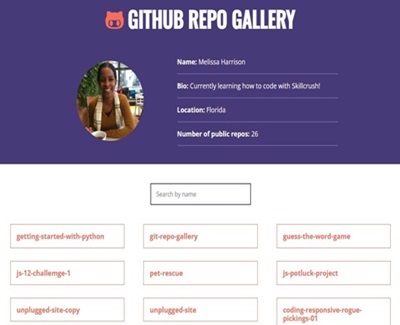 GITHUB REPO GALLERY
Name: Melissa Harrison
Bio: Currently learning how to code with Skillcrush!
Location: Florida
Number of public repos: 26
Search by name
getting-started-with-python
git-repo-gallery
guess-the-word-game
js-12-challemge-1
pet-rescue
js-potluck-project
unplugged-site-copy
unplugged-site
coding-responsive-rogue-
pickings-01